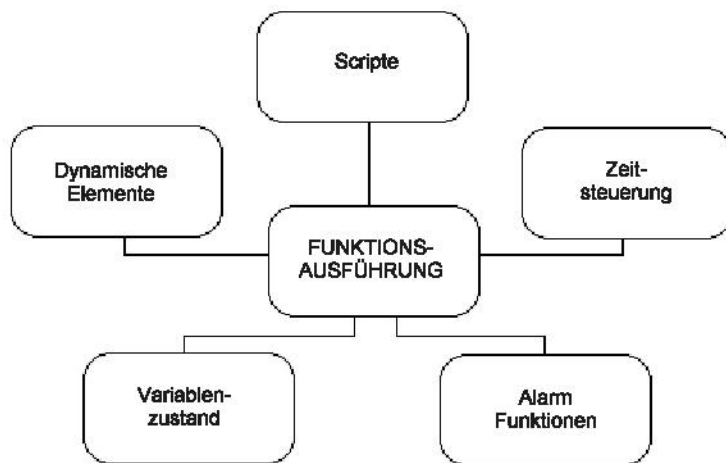 Scripte
Dynamische
Elemente
Zeit-
steuerung
FUNKTIONS-
AUSFÜHRUNG
Variablen-
zustand
Alarm
Funktionen